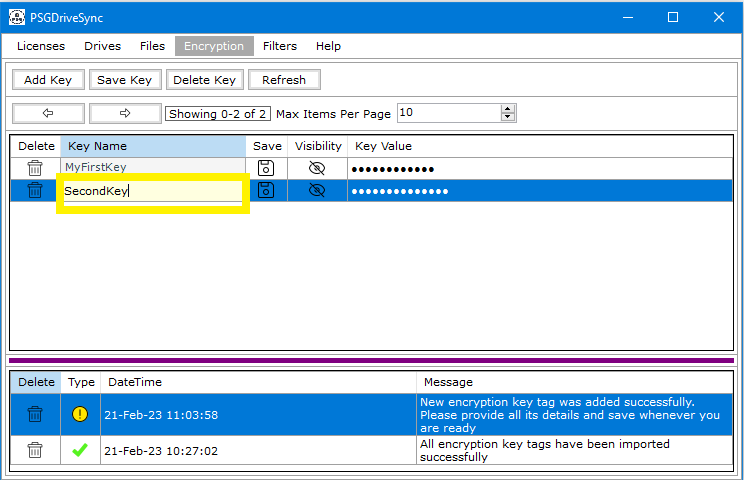 PSGDriveSync
Licenses Drives Files Encryption Filters Help
Add Key Save Key Delete Key Refresh
Showing 0-2 of 2 Max Items Per Page 10
Delete Key Name Save Visibility Key Value
MyFirstKey ●●●●●●●●●●●●
SecondKey ●●●●●●●●●●●●●●
Delete Type DateTime Message
21-Feb-23 11:03:58 New encryption key tag was added successfully.
Please provide all its details and save whenever you
are ready
21-Feb-23 10:27:02 All encryption key tags have been imported
successfully